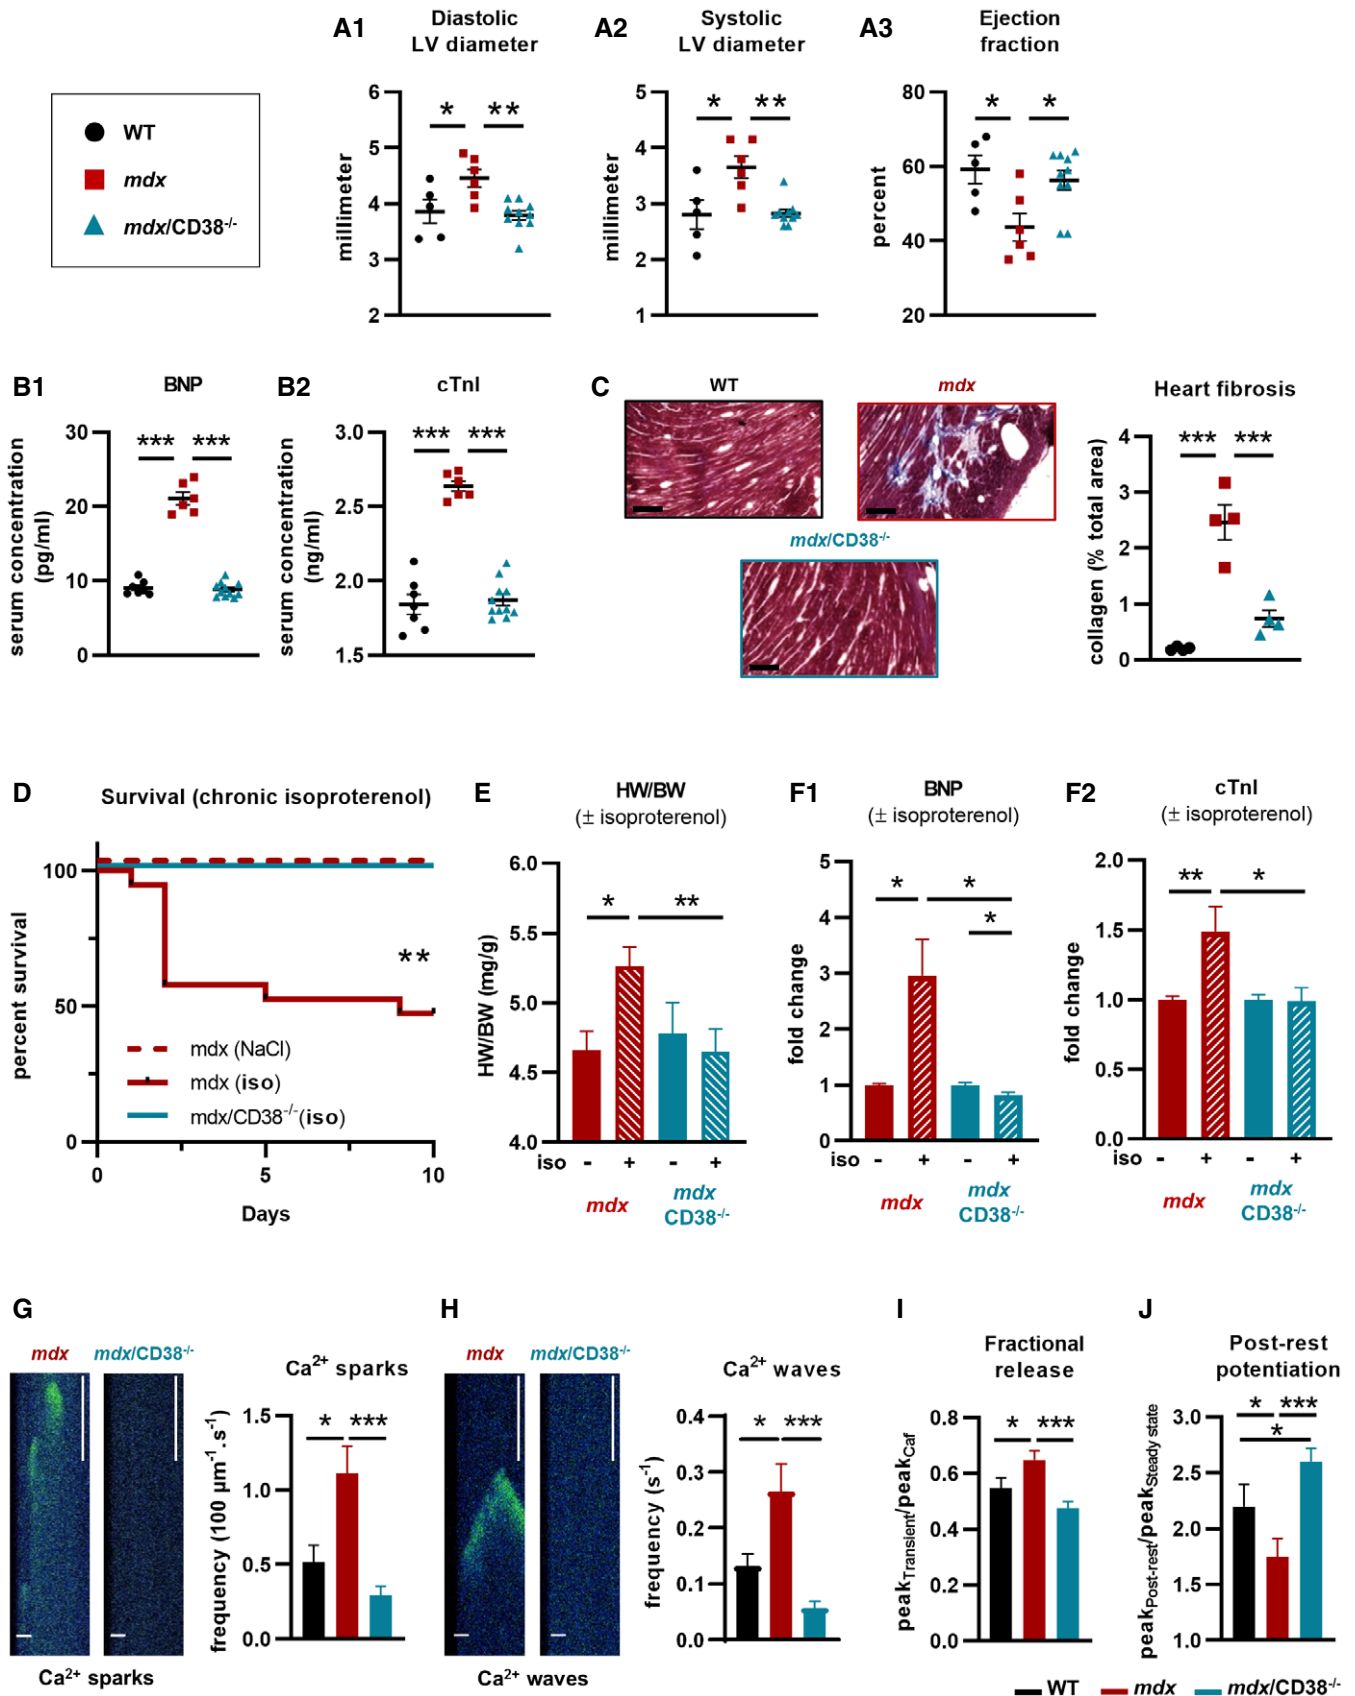 A1
Diastolic
LV diameter
A2
Systolic
LV diameter
A3
Ejection
fraction
WT
mdx
mdx/CD38-/-
millimeter
6
5
4
3
2
*
**
millimeter
5
4
3
2
1
*
**
percent
80
60
40
20
*
*
B1
BNP
serum concentration
(pg/ml)
30
20
10
0
***
***
B2
cTnI
serum concentration
(ng/ml)
3.0
2.5
2.0
1.5
***
***
C
WT
mdx
mdx/CD38-/-
Heart fibrosis
collagen (% total area)
4
3
2
1
0
***
***
D
Survival (chronic isoproterenol)
percent survival
100
50
0
**
mdx (NaCl)
mdx (iso)
mdx/CD38-/-(iso)
0
5
10
Days
E
HW/BW
(± isoproterenol)
HW/BW (mg/g)
6.0
5.5
5.0
4.5
4.0
*
**
iso - + - +
mdx
mdx
CD38-/-
F1
BNP
(± isoproterenol)
fold change
5
4
3
2
1
0
*
*
*
iso - + - +
mdx
mdx
CD38-/-
F2
cTnI
(± isoproterenol)
fold change
2.0
1.5
1.0
0.5
0.0
**
*
iso - + - +
mdx
mdx
CD38-/-
G
mdx
mdx/CD38-/-
Ca2+ sparks
Ca2+ sparks
frequency (100 µm-1.s-1)
1.5
1.0
0.5
0.0
*
***
H
mdx
mdx/CD38-/-
Ca2+ waves
Ca2+ waves
frequency (s-1)
0.4
0.3
0.2
0.1
0.0
*
***
I
Fractional
release
peakTransient/peakCaf
0.8
0.6
0.4
0.2
0.0
*
***
J
Post-rest
potentiation
peakPost-rest/peakSteady state
3.0
2.5
2.0
1.5
1.0
*
***
*
WT
mdx
mdx/CD38-/-